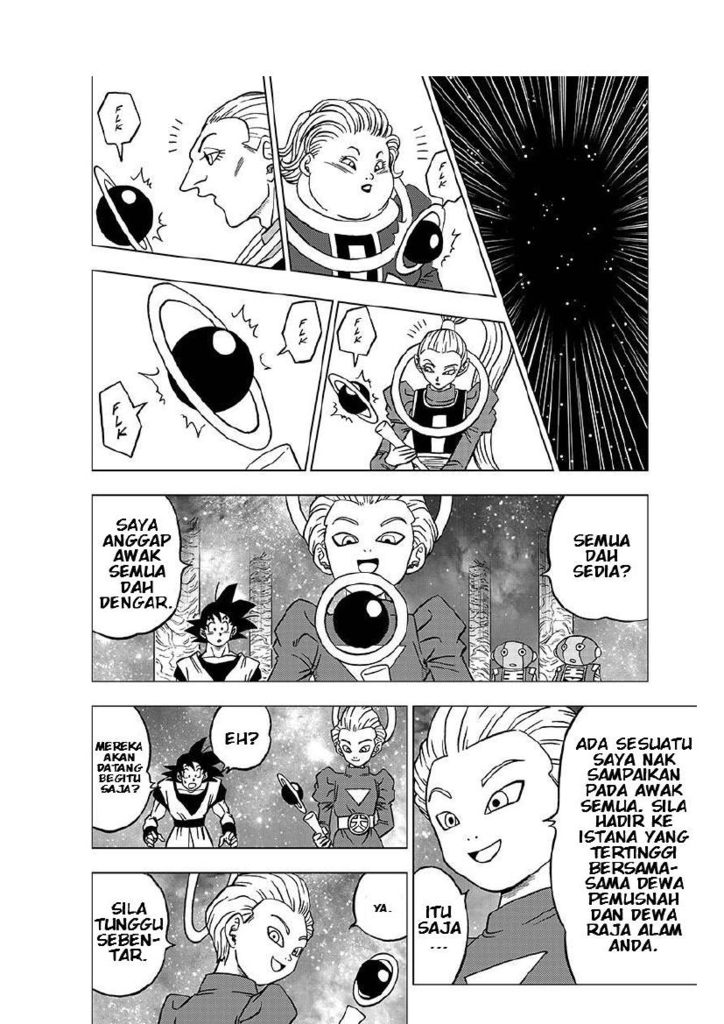 FLK
FLK
FLK
FLK
FLK
SEMUA
DAH
SEDIA?
SAYA
ANGGAP
AWAK
SEMUA
DAH
DENGAR.
ADA SESUATU
SAYA NAK
SAMPAIKAN
PADA AWAK
SEMUA. SILA
HADIR KE
ISTANA YANG
TERTINGGI
BERSAMA-
SAMA DEWA
PEMUSNAH
DAN DEWA
RAJA ALAM
ANDA.
ITU
SAJA
...
EH?
MEREKA
AKAN
DATANG
BEGITU
SAJA?
YA.
SILA
TUNGGU
SEBEN-
TAR.